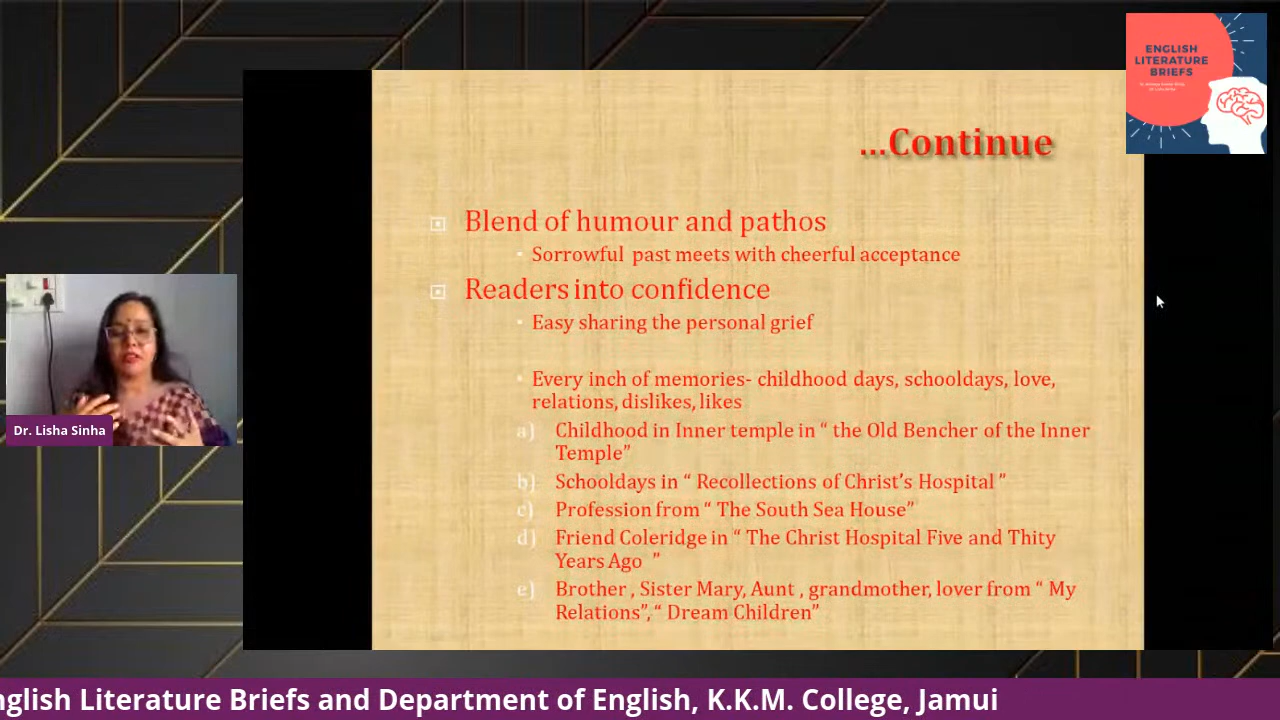 ENGLISH
LITERATURE
BRIEFS
...Continue
Blend of humour and pathos
Sorrowful past meets with cheerful acceptance
Readers into confidence
Easy sharing the personal grief
Every inch of memories- childhood days, schooldays, love,
relations, dislikes, likes
a) Childhood in Inner temple in “ the Old Bencher of the Inner
Temple”
b) Schooldays in “ Recollections of Christ’s Hospital ”
c) Profession from “ The South Sea House”
d) Friend Coleridge in “ The Christ Hospital Five and Thity
Years Ago ”
e) Brother , Sister Mary, Aunt , grandmother, lover from “ My
Relations”, “ Dream Children”
Dr. Lisha Sinha
nglish Literature Briefs and Department of English, K.K.M. College, Jamui